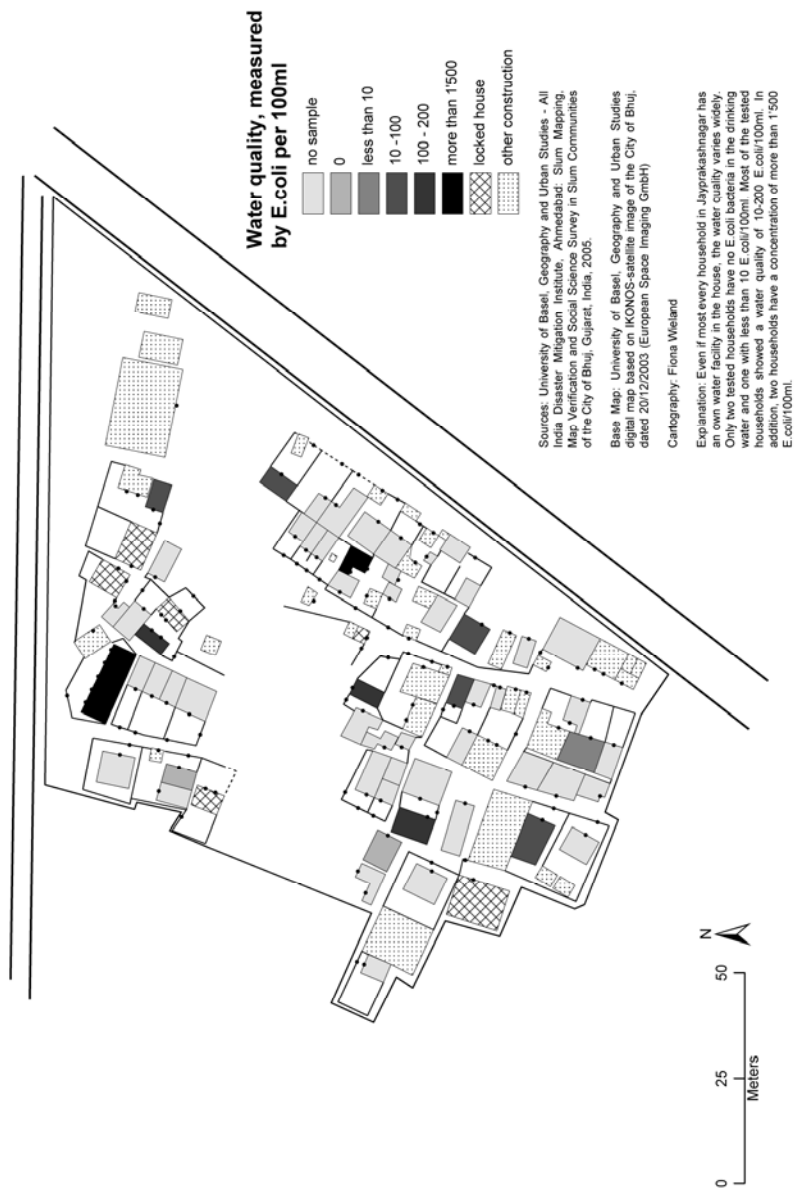 Water quality, measured
by E.coli per 100ml
no sample
0
less than 10
10 -100
100 - 200
more than 1'500
locked house
other construction
Sources: University of Basel, Geography and Urban Studies - All
India Disaster Mitigation Institute, Ahmedabad: Slum Mapping,
Map Verification and Social Science Survey in Slum Communities
of the City of Bhuj, Gujarat, India, 2005.
Base Map: University of Basel, Geography and Urban Studies
digital map based on IKONOS-satellite image of the City of Bhuj,
dated 20/12/2003 (European Space Imaging GmbH)
Cartography: Fiona Wieland
Explanation: Even if most every household in Jayprakashnagar has
an own water facility in the house, the water quality varies widely.
Only two tested households have no E.coli bacteria in the drinking
water and one with less than 10 E.coli/100ml. Most of the tested
households showed a water quality of 10-200 E.coli/100ml. In
addition, two households have a concentration of more than 1'500
E.coli/100ml.
N
0
25
50
Meters